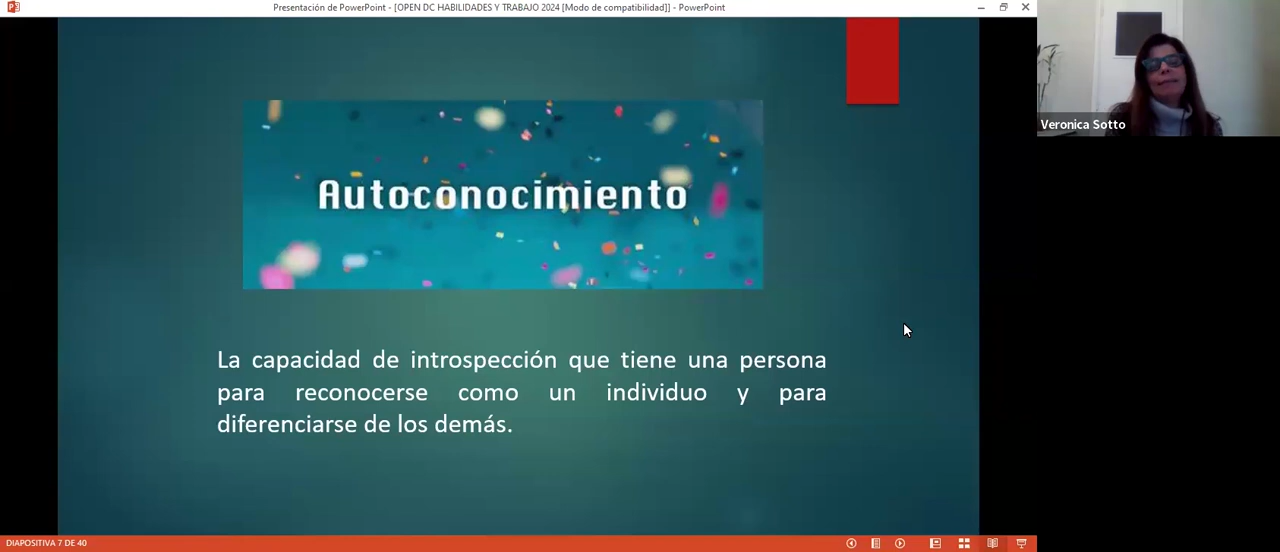 Presentación de PowerPoint - [OPEN DC HABILIDADES Y TRABAJO 2024 [Modo de compatibilidad]] - PowerPoint
Veronica Sotto
Autoconocimiento
La capacidad de introspección que tiene una persona
para reconocerse como un individuo y para
diferenciarse de los demás.
DIAPOSITIVA 7 DE 40